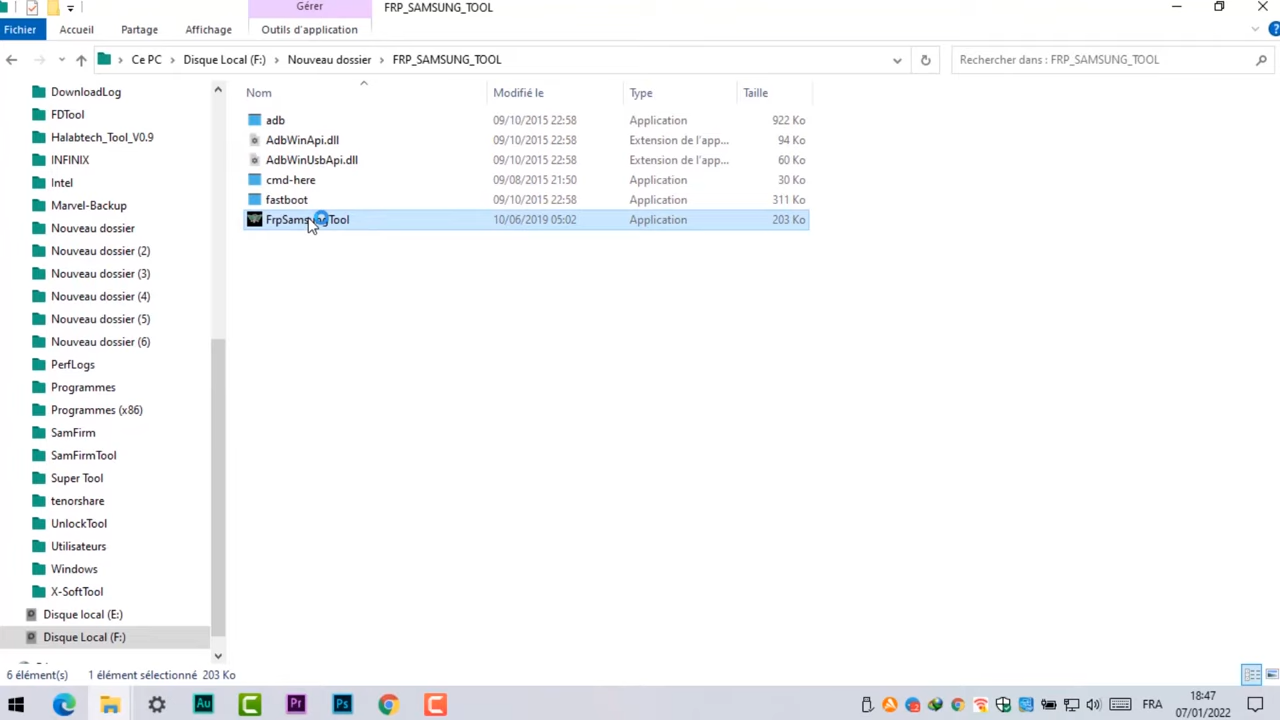 Gérer
FRP_SAMSUNG_TOOL
Fichier
Accueil
Partage
Affichage
Outils d'application
Ce PC > Disque Local (F:) > Nouveau dossier > FRP_SAMSUNG_TOOL
Rechercher dans : FRP_SAMSUNG_TOOL
Nom Modifié le Type Taille
adb 09/10/2015 22:58 Application 922 Ko
AdbWinApi.dll 09/10/2015 22:58 Extension de l'app... 94 Ko
AdbWinUsbApi.dll 09/10/2015 22:58 Extension de l'app... 60 Ko
cmd-here 09/08/2015 21:50 Application 30 Ko
fastboot 09/10/2015 22:58 Application 311 Ko
FrpSamsungTool 10/06/2019 05:02 Application 203 Ko
DownloadLog
FDTool
Halabtech_Tool_V0.9
INFINIX
Intel
Marvel-Backup
Nouveau dossier
Nouveau dossier (2)
Nouveau dossier (3)
Nouveau dossier (4)
Nouveau dossier (5)
Nouveau dossier (6)
PerfLogs
Programmes
Programmes (x86)
SamFirm
SamFirmTool
Super Tool
tenorshare
UnlockTool
Utilisateurs
Windows
X-SoftTool
Disque local (E:)
Disque Local (F:)
6 élément(s) 1 élément sélectionné 203 Ko
Au
Pr
Ps
FRA
18:47
07/01/2022